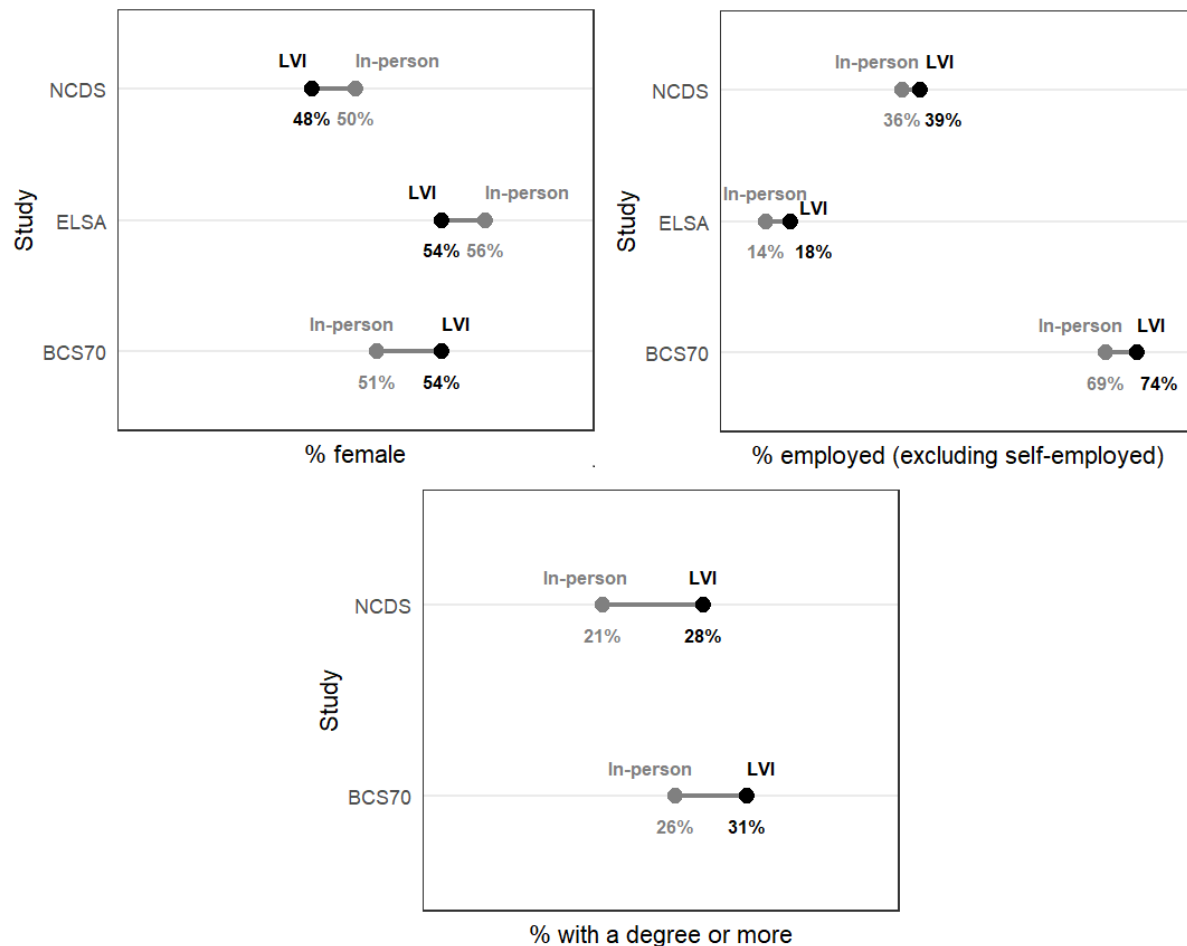 LVI In-person
NCDS
48% 50%
LVI In-person
ELSA
54% 56%
In-person LVI
BCS70
51% 54%
Study
% female
In-person LVI
NCDS
36% 39%
In-person LVI
ELSA
14% 18%
In-person LVI
BCS70
69% 74%
Study
% employed (excluding self-employed)
.
In-person LVI
NCDS
21% 28%
In-person LVI
BCS70
26% 31%
Study
% with a degree or more